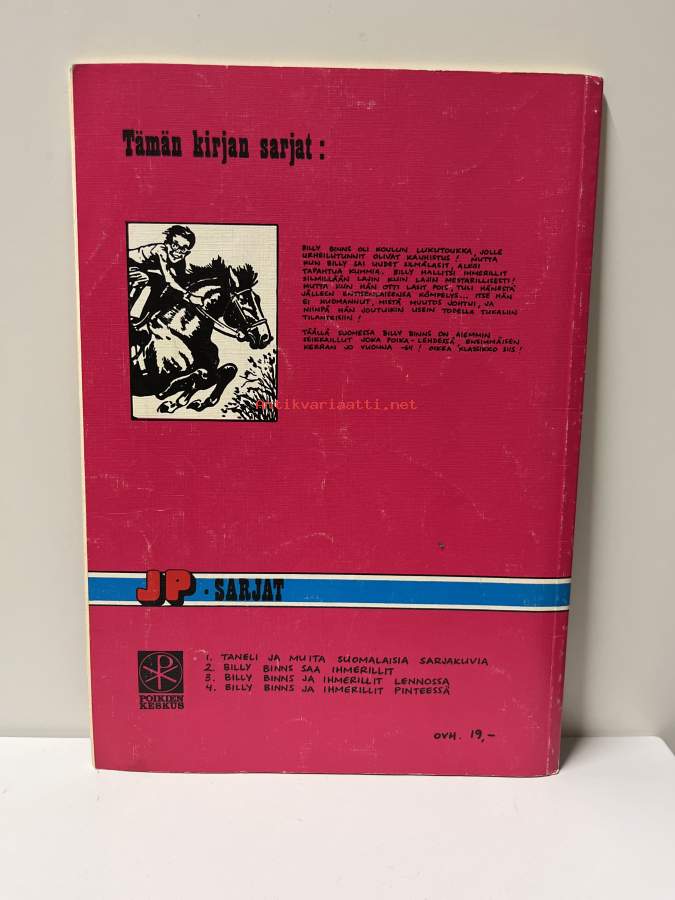 Tämän kirjan sarjat:
BILLY BINNS OLI KOULUN LUKUTOUKKA, JOLLE
URHEILUTUNNIT OLIVAT KAUHISTUS! MUTTA
KUN BILLY SAI UUDET SILMÄLASIT, ALKOI
TAPAHTUA KUMMIA. BILLY HALLITSI IHMERILLIT
SILMILLÄÄN LAJIN KUIN LAJIN MESTARILLISESTI!
MUTTA KUN HÄN OTTI LASIT POIS, TULI HÄNESTÄ
JÄLLEEN ENTISENLAISENSA KÖMPELYS... ITSE HÄN
EI HUOMANNUT, MISTÄ MUUTOS JOHTUI, JA
NIINPÄ HÄN JOUTUIKIN USEIN TODELLA TUKALIIN
TILANTEISIIN!
TÄÄLLÄ SUOMESSA BILLY BINNS ON AIEMMIN
SEIKKAILLUT JOKA POIKA-LEHDESSÄ, ENSIMMÄISEN
KERRAN JO VUONNA -64! OIKEA KLASSIKKO SIIS!
Antikvariaatti.net
JP-SARJAT
1. TANELI JA MUITA SUOMALAISIA SARJAKUVIA
2. BILLY BINNS SAA IHMERILLIT
3. BILLY BINNS JA IHMERILLIT LENNOSSA
4. BILLY BINNS JA IHMERILLIT PINTEESSÄ
POIKIEN
KESKUS
OVH. 19,-